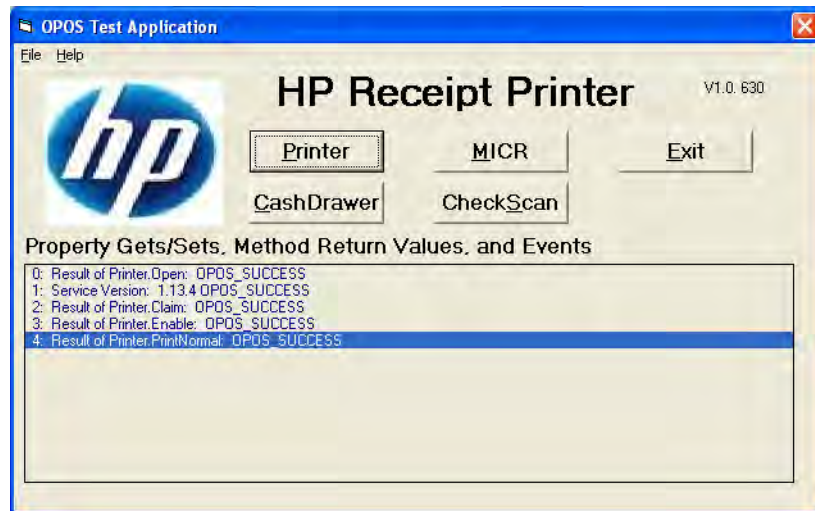 OPOS Test Application
File Help
hp
HP Receipt Printer
V1.0. 630
Printer
MICR
Exit
CashDrawer
CheckScan
Property Gets/Sets, Method Return Values, and Events
0: Result of Printer.Open: OPOS_SUCCESS
1: Service Version: 1.13.4 OPOS_SUCCESS
2: Result of Printer.Claim: OPOS_SUCCESS
3: Result of Printer.Enable: OPOS_SUCCESS
4: Result of Printer.PrintNormal: OPOS_SUCCESS